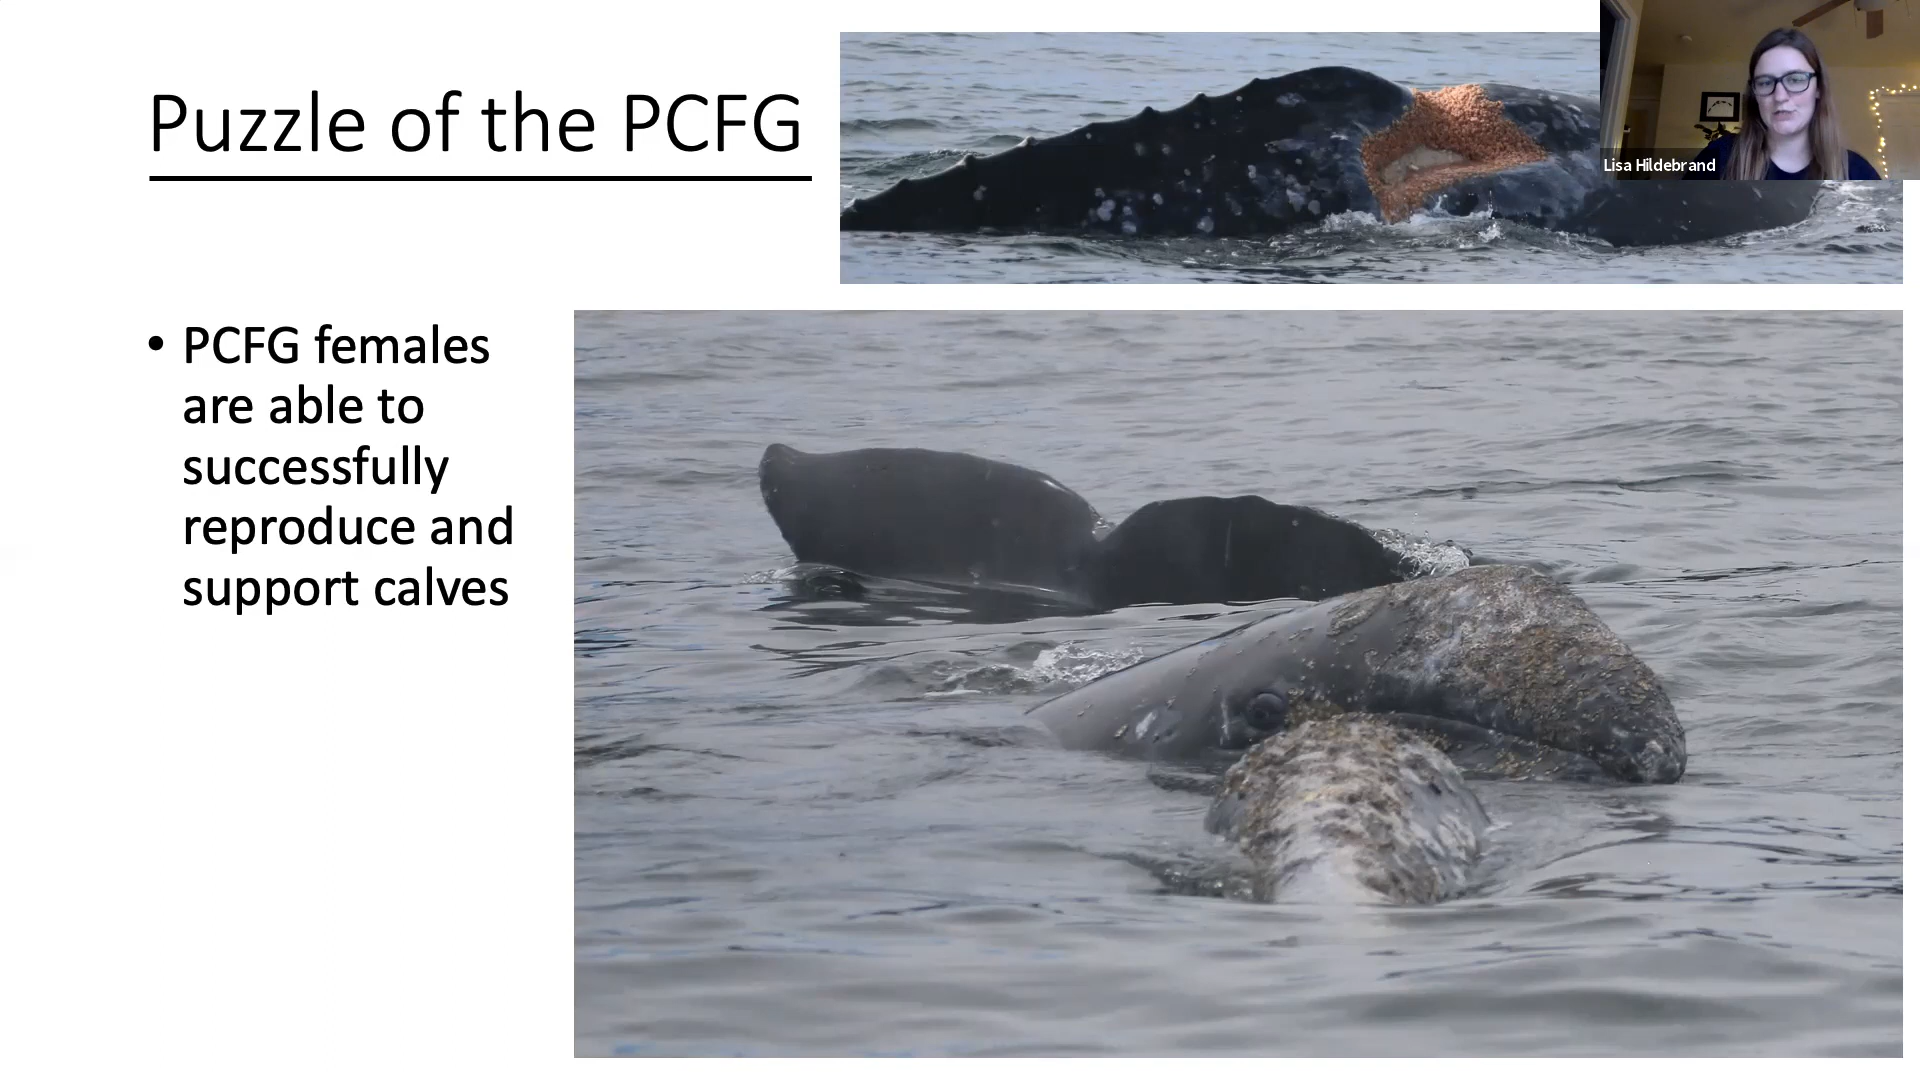 Puzzle of the PCFG
Lisa Hildebrand
• PCFG females
are able to
successfully
reproduce and
support calves